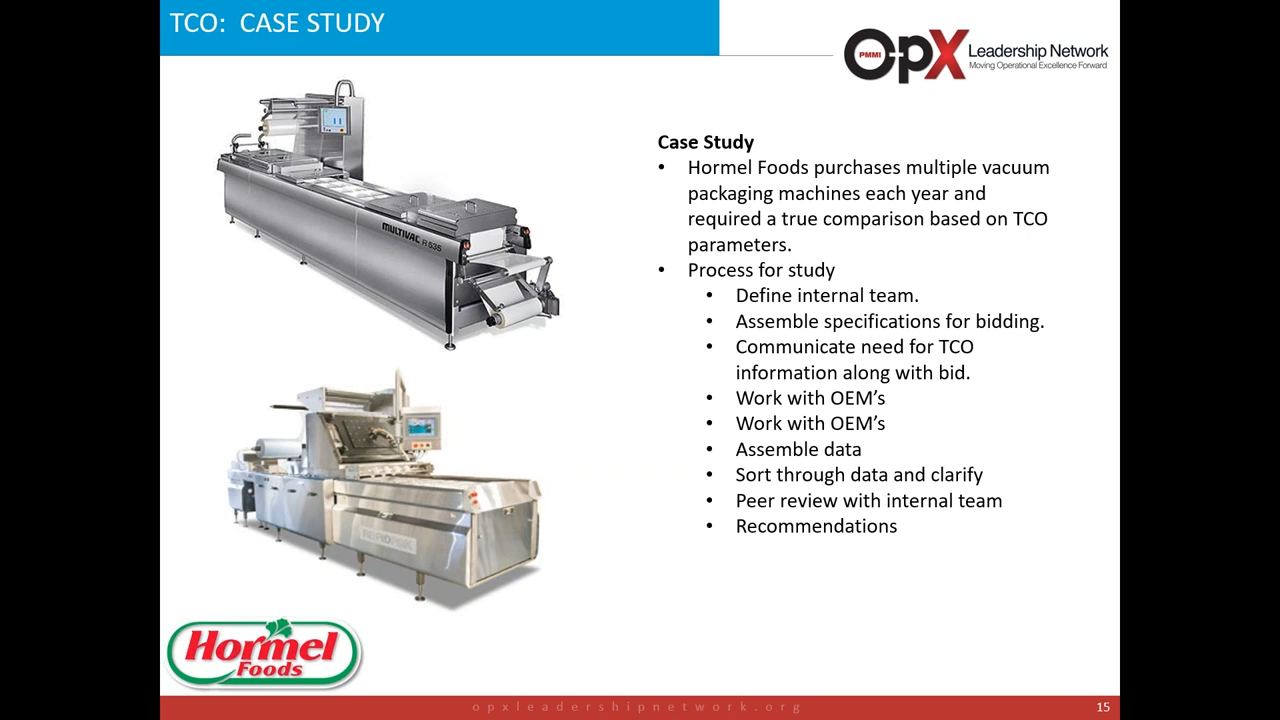 TCO: CASE STUDY
PMMI
OpX
Leadership Network
Moving Operational Excellence Forward
MULTIVAC R 535
Case Study
• Hormel Foods purchases multiple vacuum
packaging machines each year and
required a true comparison based on TCO
parameters.
• Process for study
• Define internal team.
• Assemble specifications for bidding.
• Communicate need for TCO
information along with bid.
• Work with OEM’s
• Work with OEM’s
• Assemble data
• Sort through data and clarify
• Peer review with internal team
• Recommendations
RAPIDPAK
Hormel
Foods
opxleadershipnetwork.org
15